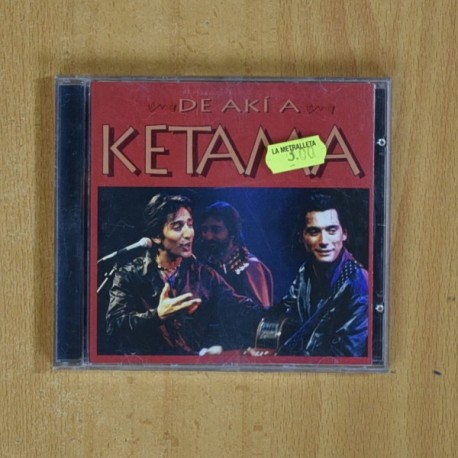 DE AKÍ A
KETAMA
LA METRALLETA
3.00